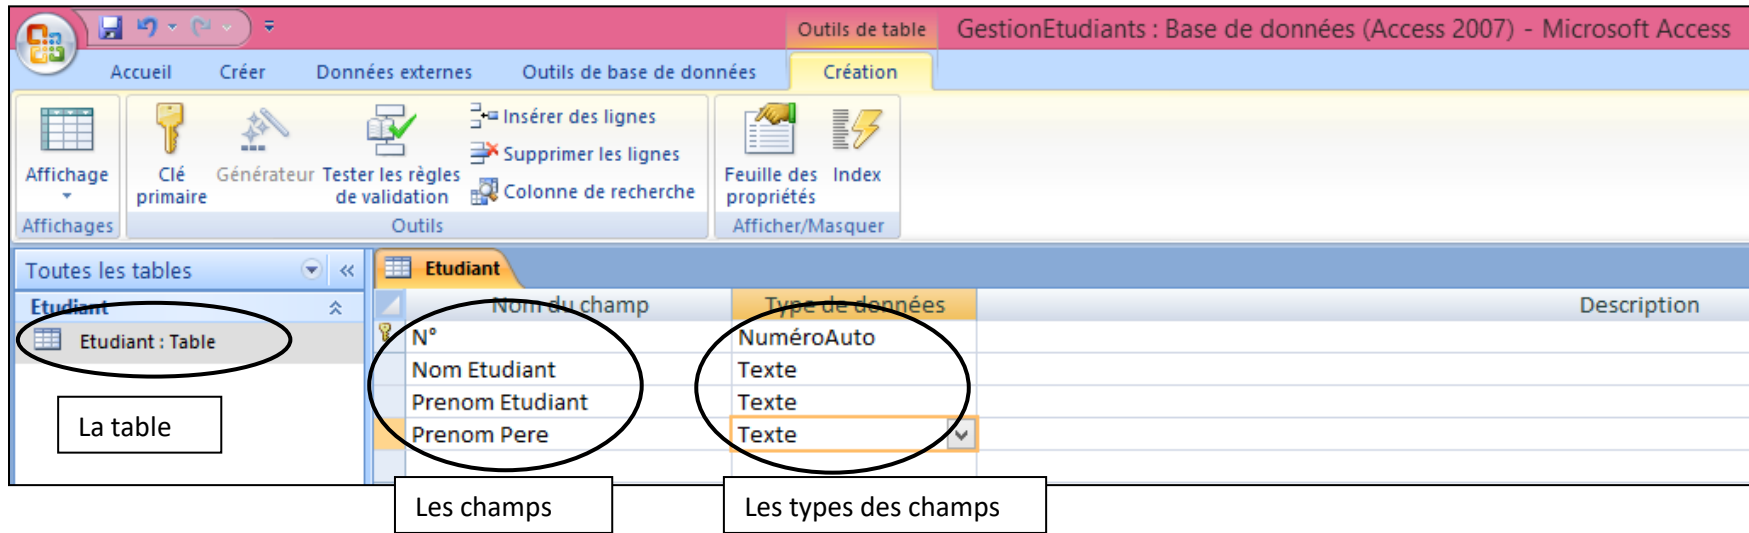 Outils de table GestionEtudiants : Base de données (Access 2007) - Microsoft Access
Accueil Créer Données externes Outils de base de données Création
Affichage
Clé
primaire
Générateur
Tester les règles
de validation
Insérer des lignes
Supprimer les lignes
Colonne de recherche
Feuille des
propriétés
Index
Affichages Outils Afficher/Masquer
Toutes les tables
Etudiant
Etudiant : Table
La table
Etudiant
Nom du champ Type de données Description
N° NuméroAuto
Nom Etudiant Texte
Prenom Etudiant Texte
Prenom Pere Texte
Les champs Les types des champs